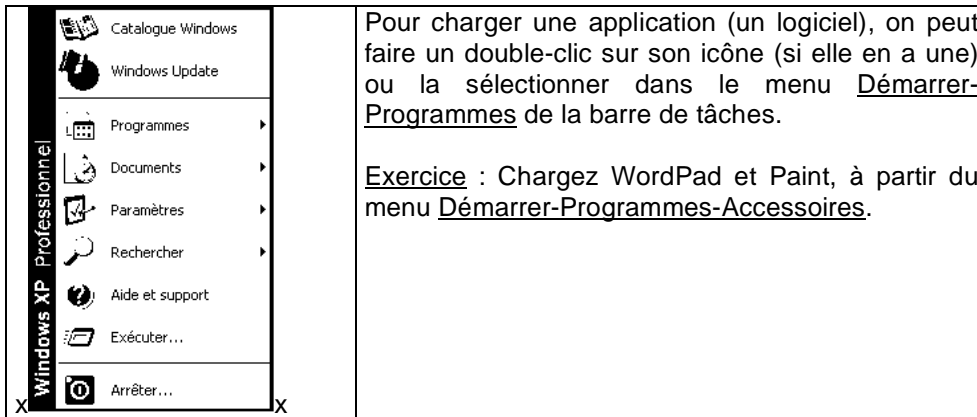 Catalogue Windows
Windows Update
Programmes
Documents
Paramètres
Rechercher
Aide et support
Exécuter...
Arrêter...
Windows XP Professionnel
x
x
Pour charger une application (un logiciel), on peut
faire un double-clic sur son icône (si elle en a une)
ou la sélectionner dans le menu Démarrer-
Programmes de la barre de tâches.
Exercice : Chargez WordPad et Paint, à partir du
menu Démarrer-Programmes-Accessoires.